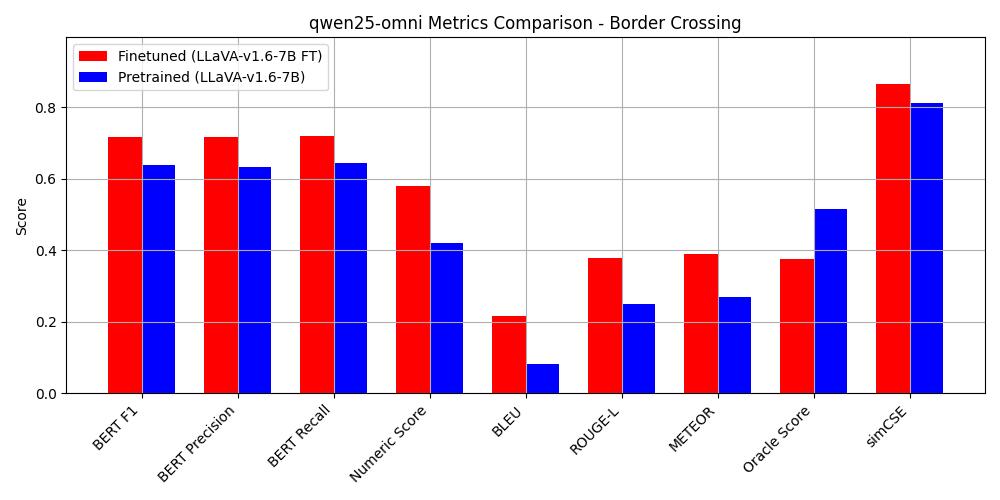 qwen25-omni Metrics Comparison - Border Crossing
Finetuned (LLaVA-v1.6-7B FT)
Pretrained (LLaVA-v1.6-7B)
Score
0.8
0.6
0.4
0.2
0.0
BERT F1
BERT Precision
BERT Recall
Numeric Score
BLEU
ROUGE-L
METEOR
Oracle Score
simCSE